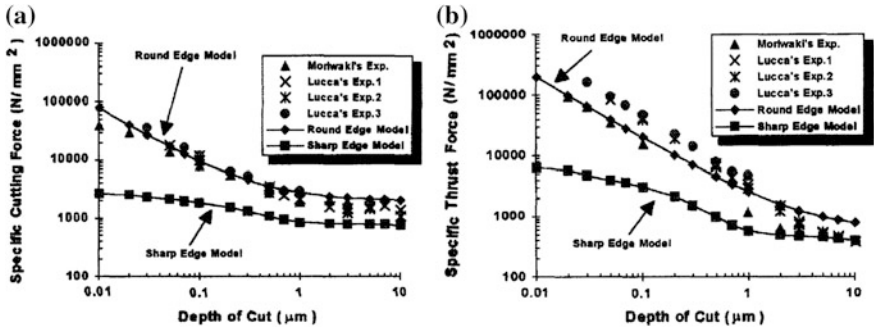 (a)
Specific Cutting Force (N/mm 2)
1000000
100000
10000
1000
100
Round Edge Model
Moriwaki's Exp.
Lucca's Exp.1
Lucca's Exp.2
Lucca's Exp.3
Round Edge Model
Sharp Edge Model
Sharp Edge Model
0.01 0.1 1 10
Depth of Cut (μm)
(b)
Specific Thrust Force (N/mm 2)
1000000
100000
10000
1000
100
Round Edge Model
Moriwaki's Exp.
Lucca's Exp.1
Lucca's Exp.2
Lucca's Exp.3
Round Edge Model
Sharp Edge Model
Sharp Edge Model
0.01 0.1 1 10
Depth of Cut (μm)